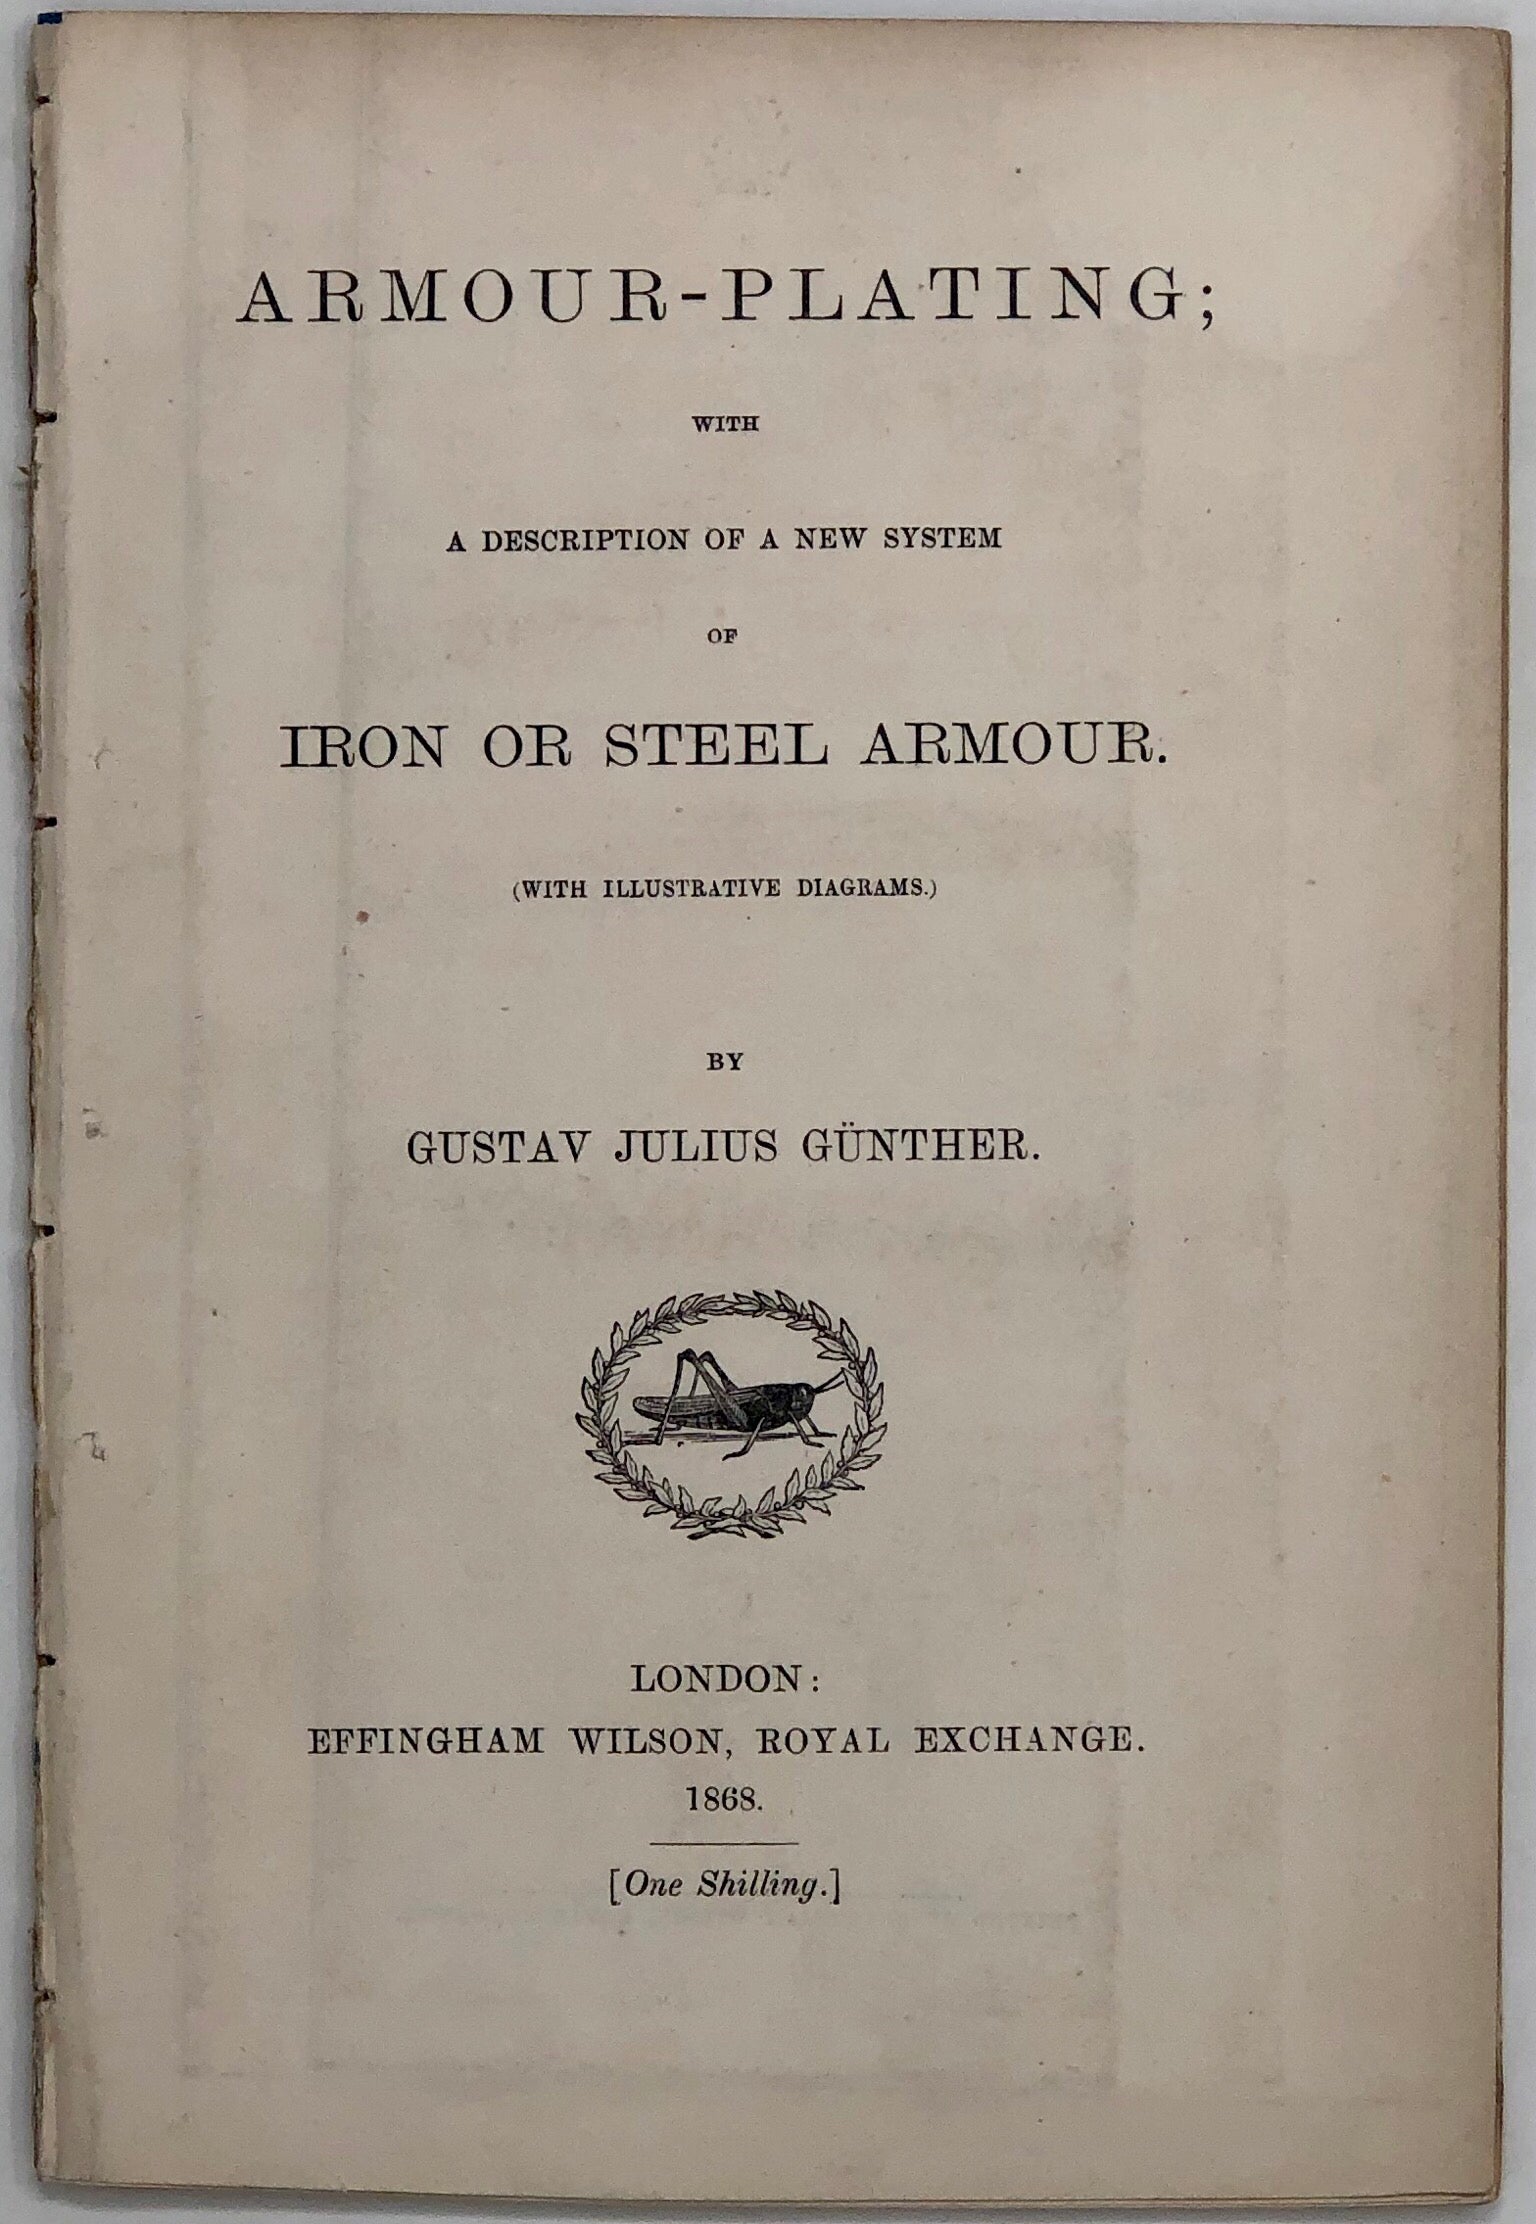 ARMOUR-PLATING;
WITH
A DESCRIPTION OF A NEW SYSTEM
OF
IRON OR STEEL ARMOUR.
(WITH ILLUSTRATIVE DIAGRAMS.)
BY
GUSTAV JULIUS GÜNTHER.
LONDON:
EFFINGHAM WILSON, ROYAL EXCHANGE.
1868.
[One Shilling.]